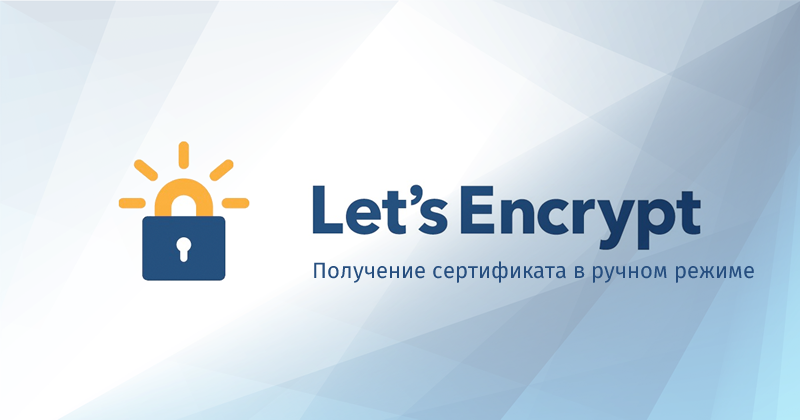 Let's Encrypt
Получение сертификата в ручном режиме